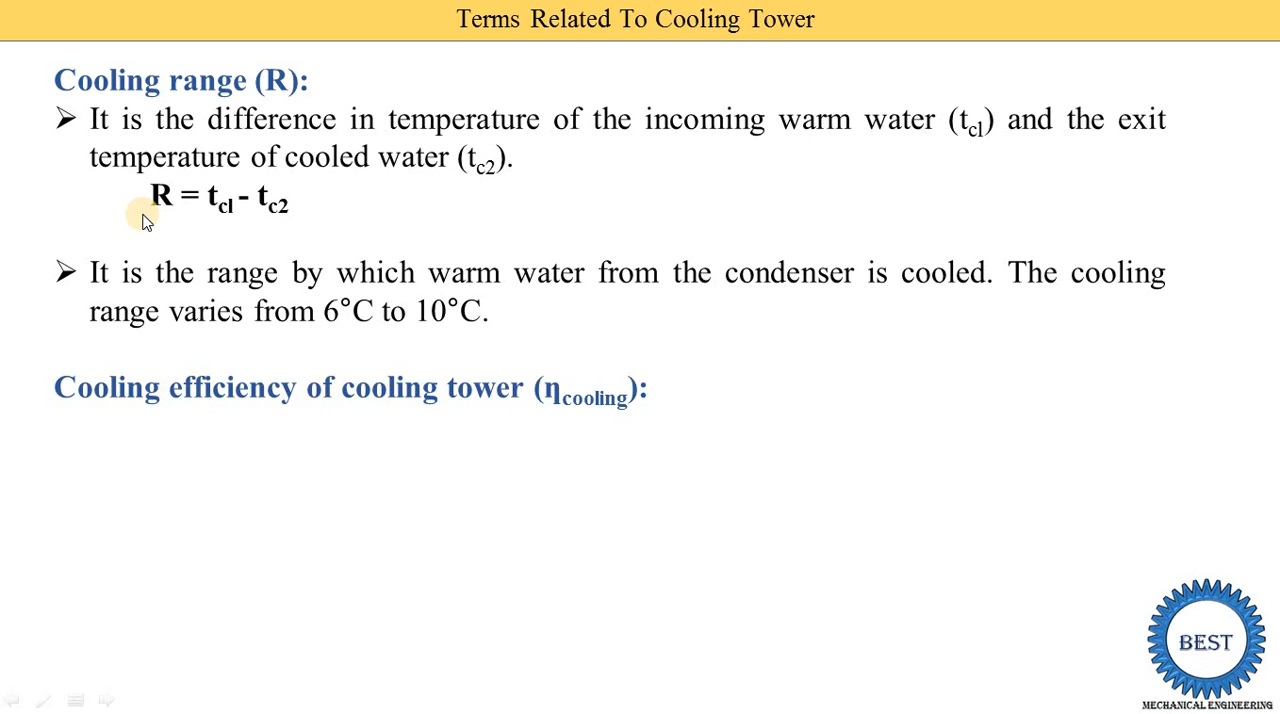 Terms Related To Cooling Tower
Cooling range (R):
➢ It is the difference in temperature of the incoming warm water (tcl) and the exit
temperature of cooled water (tc2).
R = tcl - tc2
➢ It is the range by which warm water from the condenser is cooled. The cooling
range varies from 6°C to 10°C.
Cooling efficiency of cooling tower (ηcooling):
BEST
MECHANICAL ENGINEERING